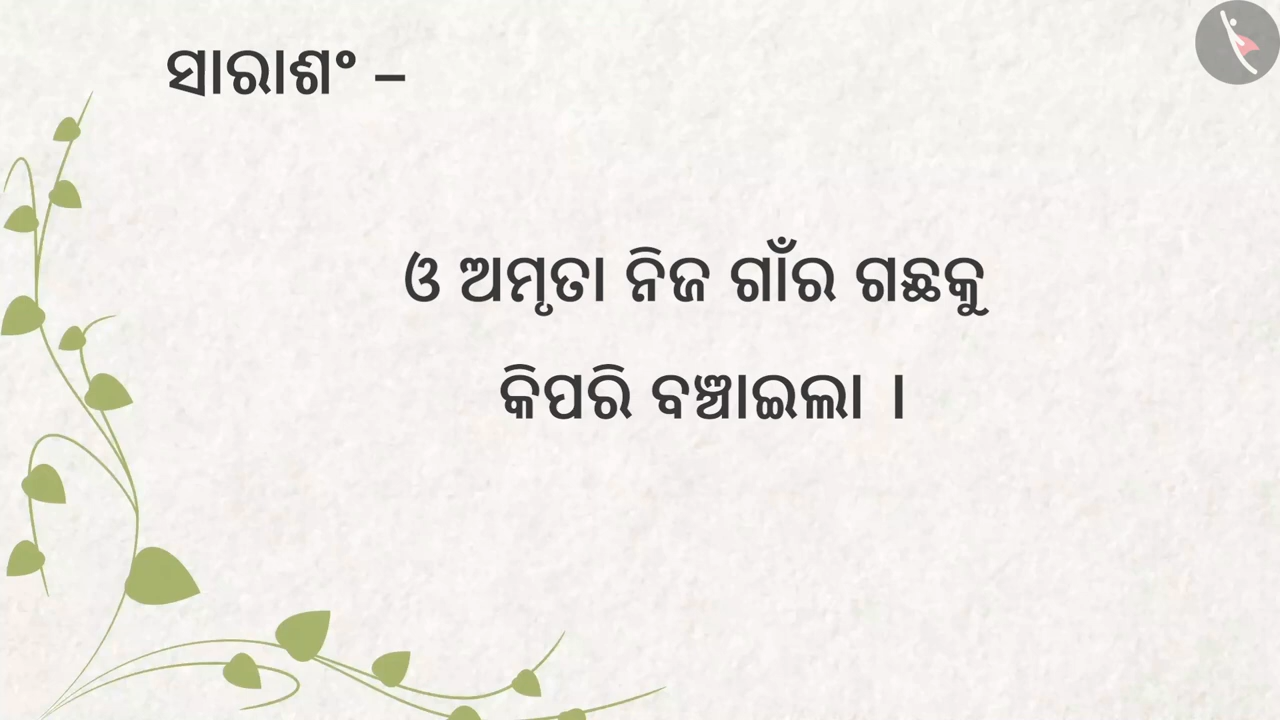 ସାରାଶଂ –
ଓ ଅମୃତା ନିଜ ଗାଁର ଗଛକୁ
କିପରି ବଞ୍ଚାଇଲା ।